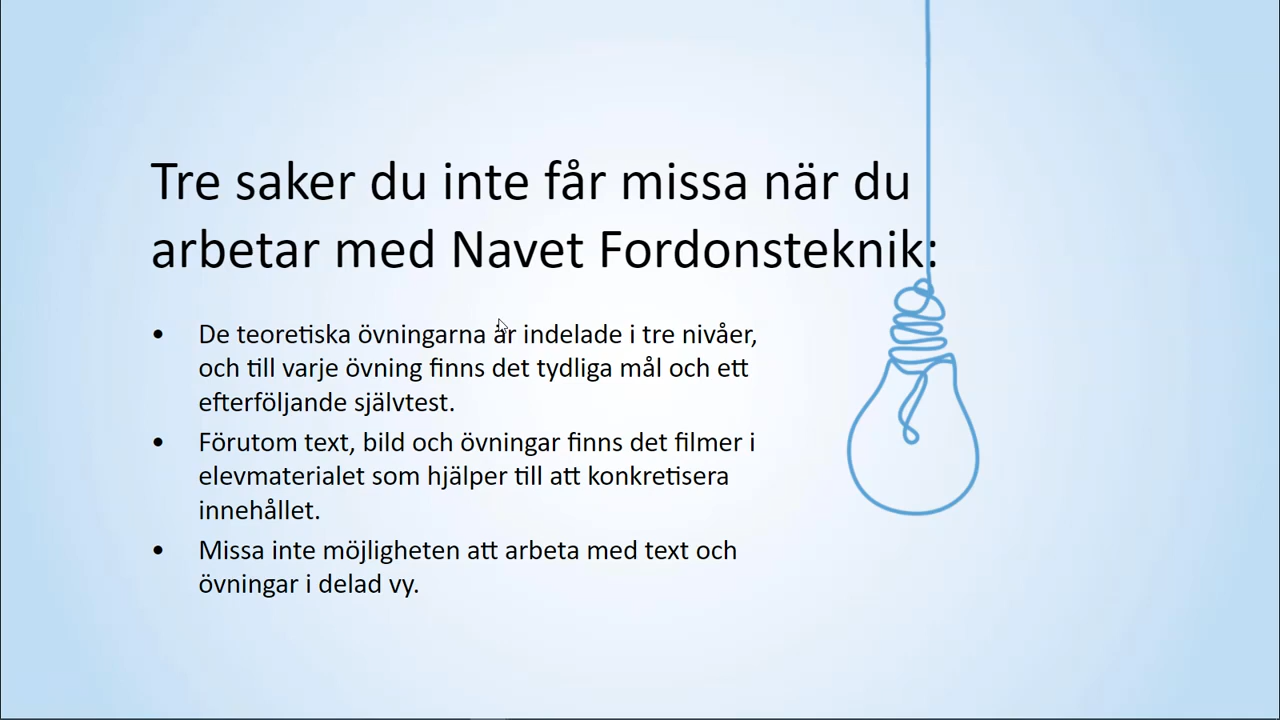 Tre saker du inte får missa när du
arbetar med Navet Fordonsteknik:
• De teoretiska övningarna är indelade i tre nivåer,
och till varje övning finns det tydliga mål och ett
efterföljande självtest.
• Förutom text, bild och övningar finns det filmer i
elevmaterialet som hjälper till att konkretisera
innehållet.
• Missa inte möjligheten att arbeta med text och
övningar i delad vy.